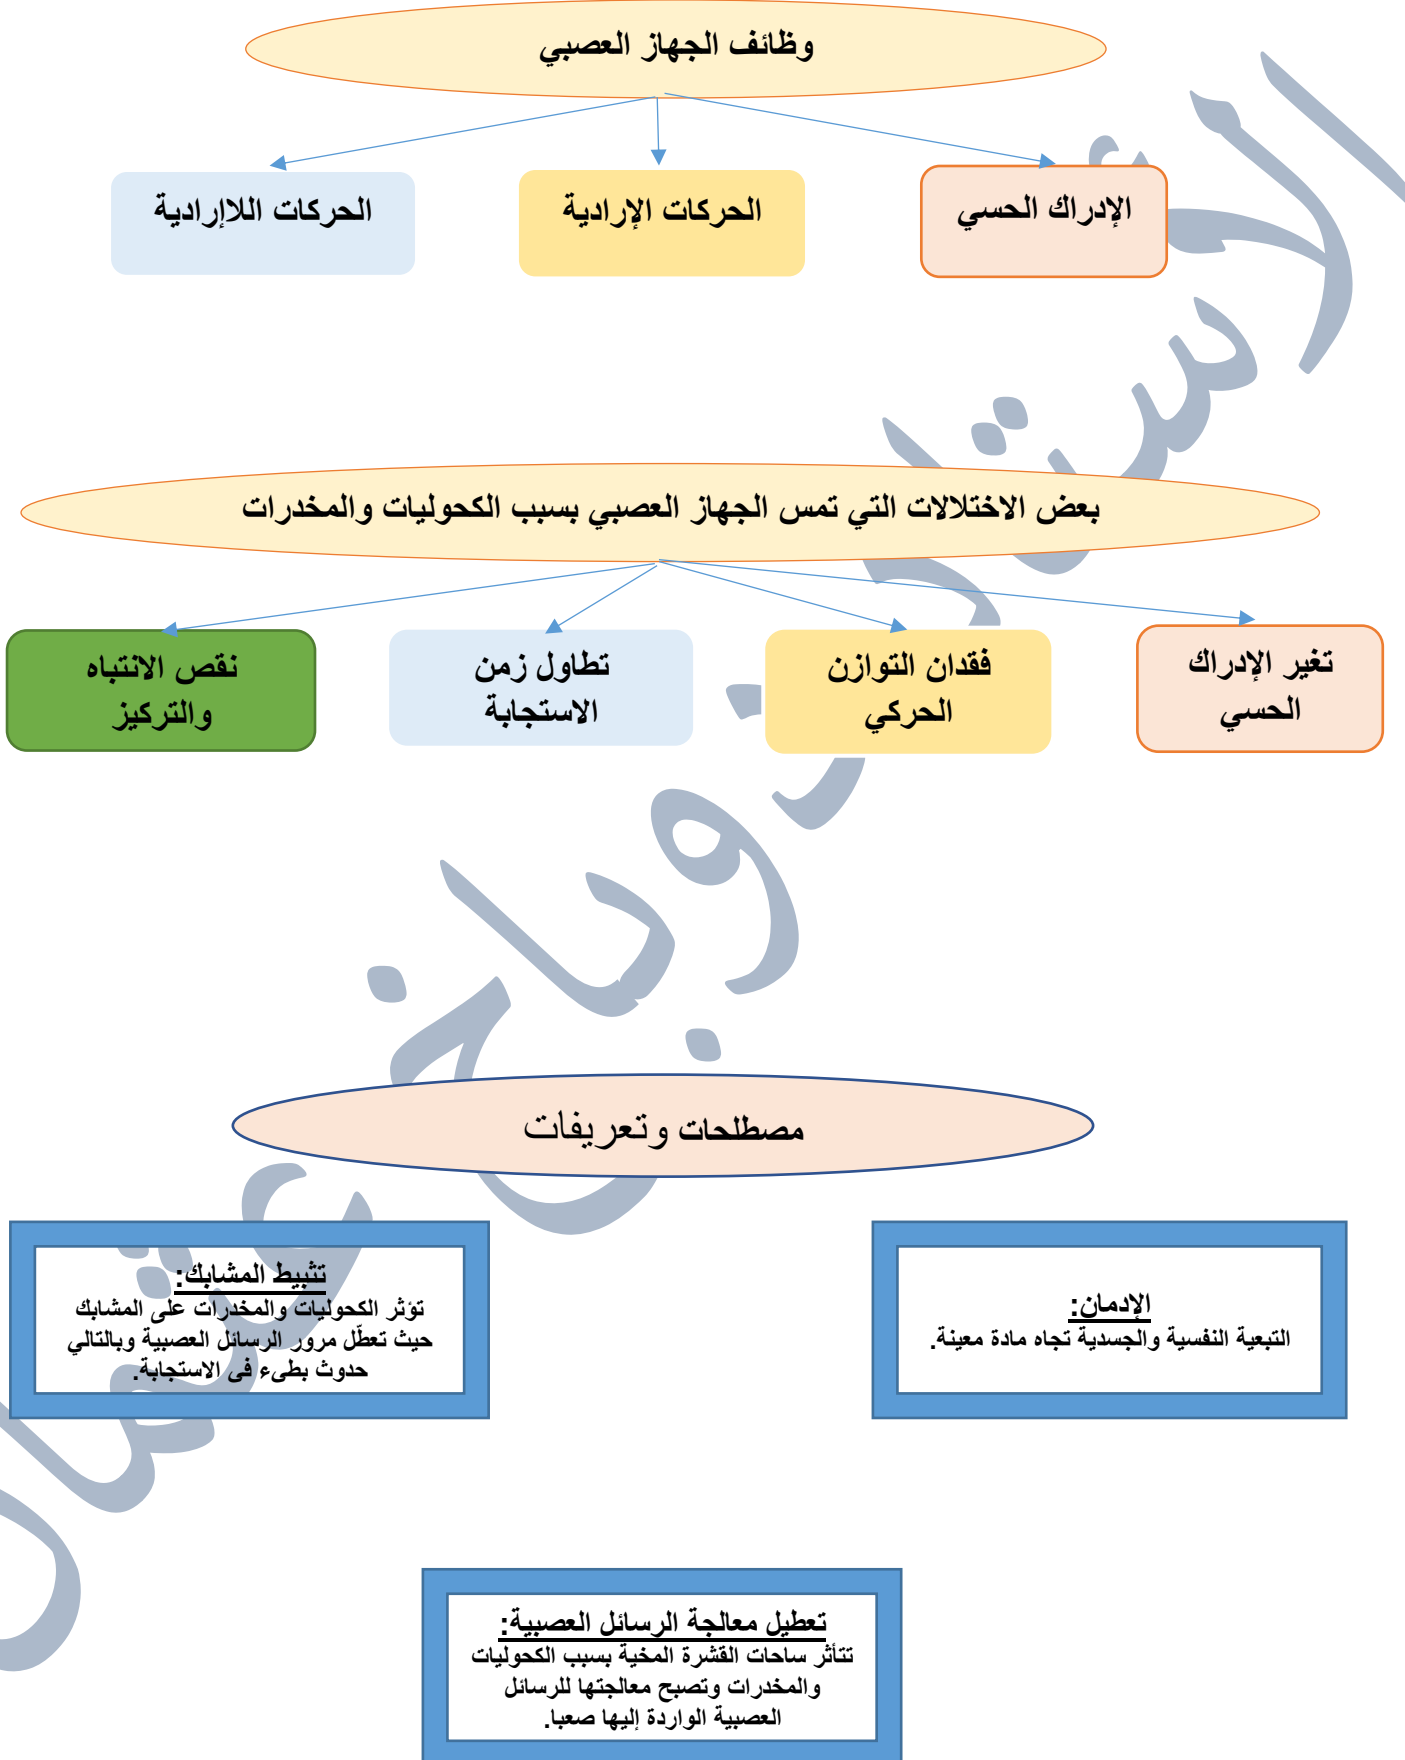 وظائف الجهاز العصبي
الإدراك الحسي
الحركات الإرادية
الحركات اللاإرادية
بعض الاختلالات التي تمس الجهاز العصبي بسبب الكحوليات والمخدرات
تغير الإدراك
الحسي
فقدان التوازن
الحركي
تطاول زمن
الاستجابة
نقص الانتباه
والتركيز
مصطلحات وتعريفات
الإدمان:
التبعية النفسية والجسدية تجاه مادة معينة.
تثبيط المشابك:
تؤثر الكحوليات والمخدرات على المشابك
حيث تعطّل مرور الرسائل العصبية وبالتالي
حدوث بطىء فى الاستجابة.
تعطيل معالجة الرسائل العصبية:
تتأثر ساحات القشرة المخية بسبب الكحوليات
والمخدرات وتصبح معالجتها للرسائل
العصبية الواردة إليها صعبا.